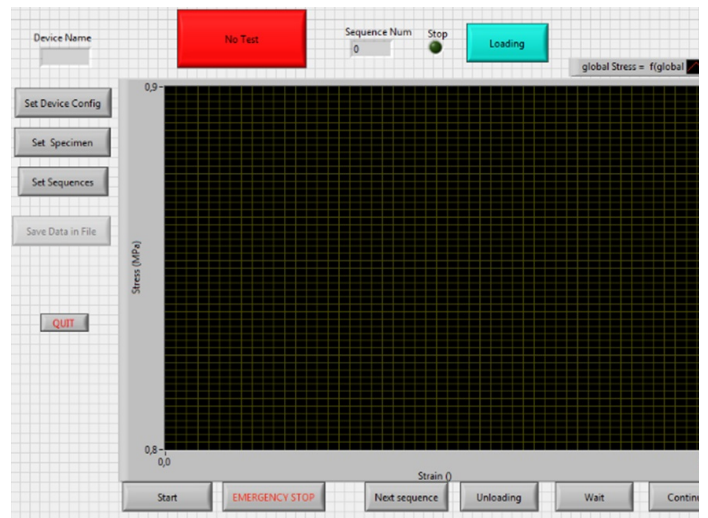 Device Name
No Test
Sequence Num
0
Stop
Loading
global Stress = f(global
Set Device Config
Set Specimen
Set Sequences
Save Data in File
QUIT
0,9
Stress (MPa)
0,8
0,0
Strain ()
Start
EMERGENCY STOP
Next sequence
Unloading
Wait
Contin